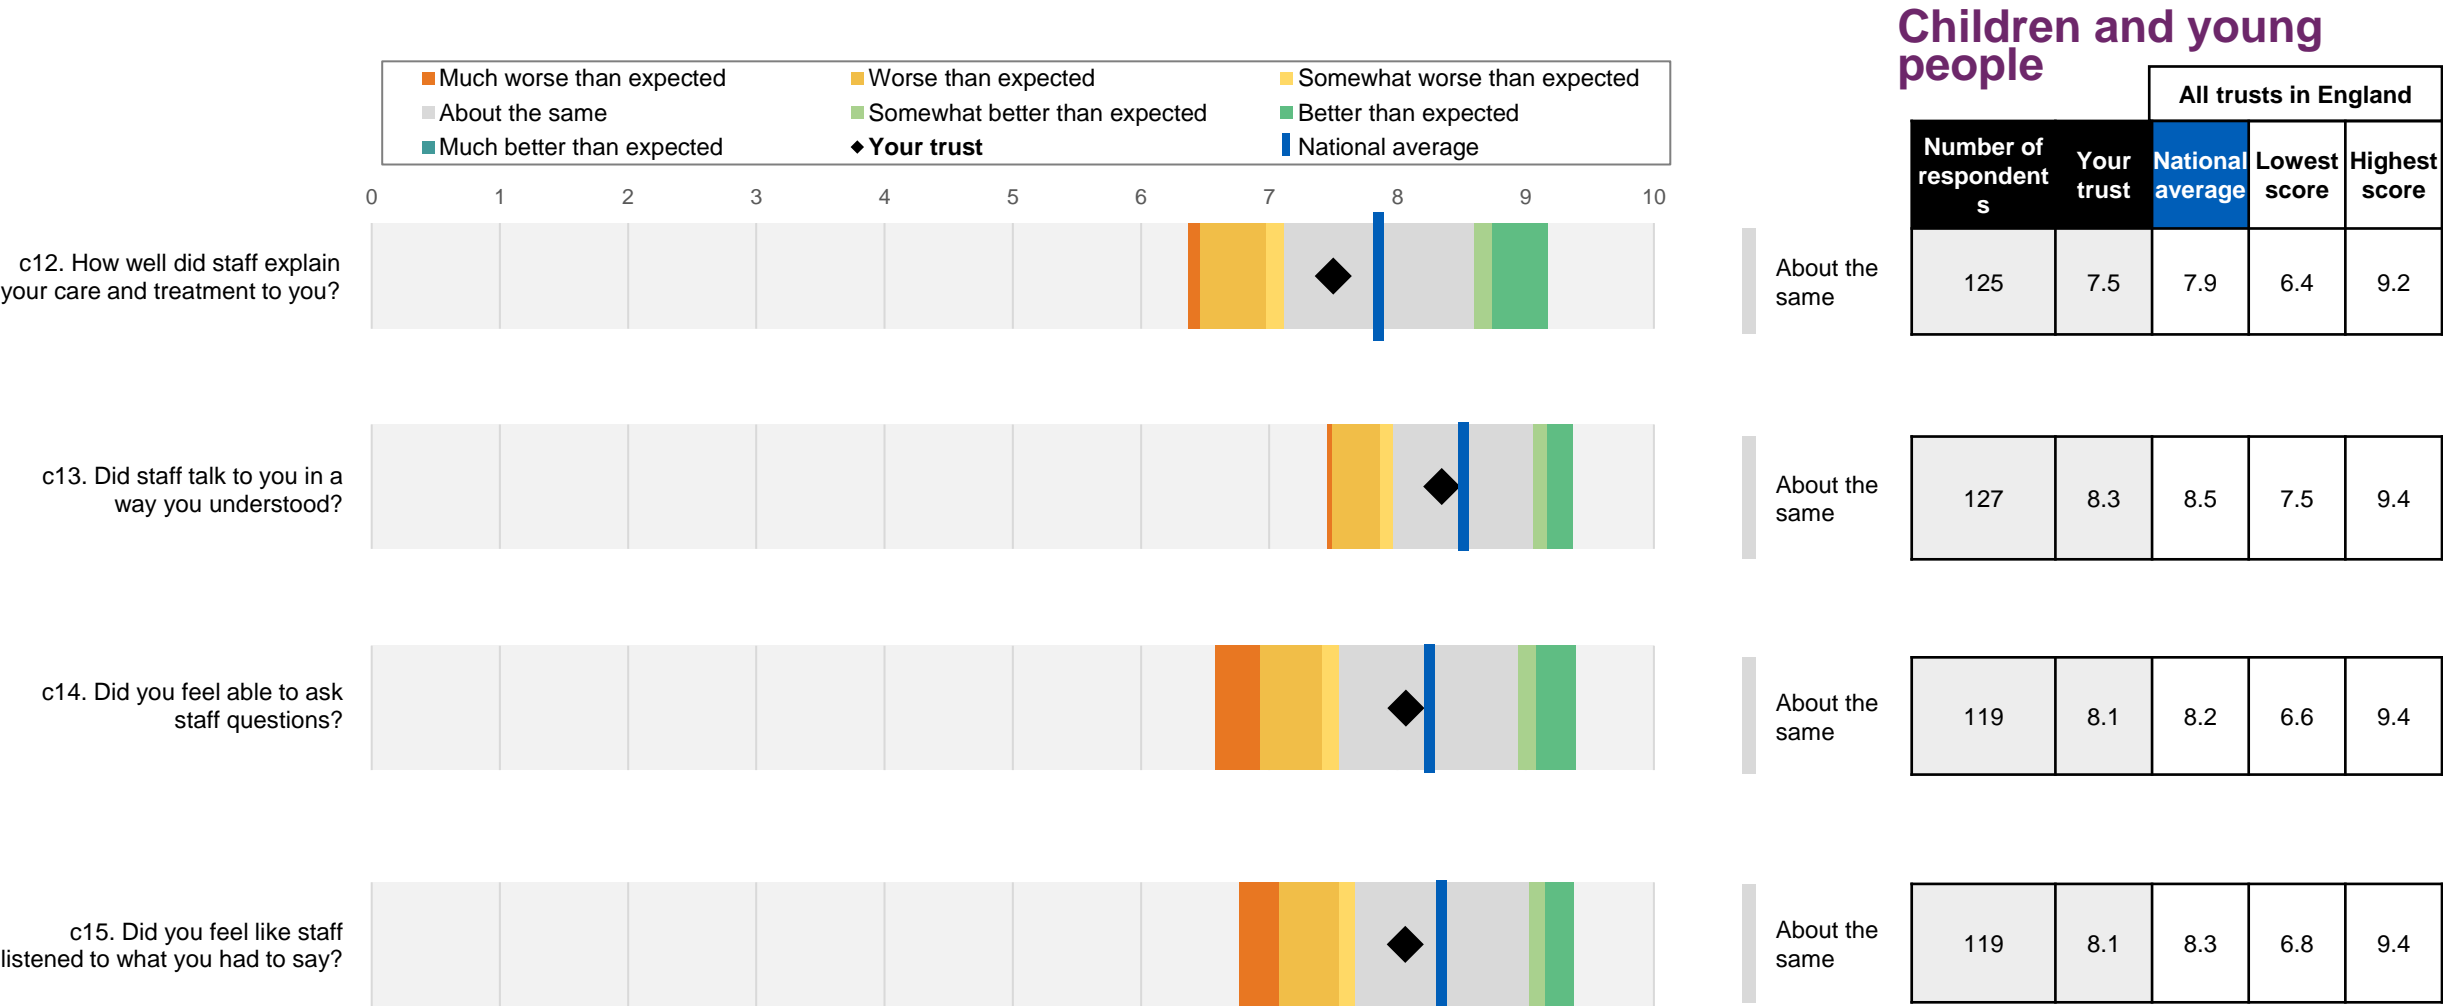 Children and young
people
Much worse than expected
Worse than expected
Somewhat worse than expected
About the same
Somewhat better than expected
Better than expected
Much better than expected
Your trust
National average
All trusts in England
Number of
respondent
s
Your
trust
National
average
Lowest
score
Highest
score
0 1 2 3 4 5 6 7 8 9 10
c12. How well did staff explain
your care and treatment to you?
About the
same
125 7.5 7.9 6.4 9.2
c13. Did staff talk to you in a
way you understood?
About the
same
127 8.3 8.5 7.5 9.4
c14. Did you feel able to ask
staff questions?
About the
same
119 8.1 8.2 6.6 9.4
c15. Did you feel like staff
listened to what you had to say?
About the
same
119 8.1 8.3 6.8 9.4